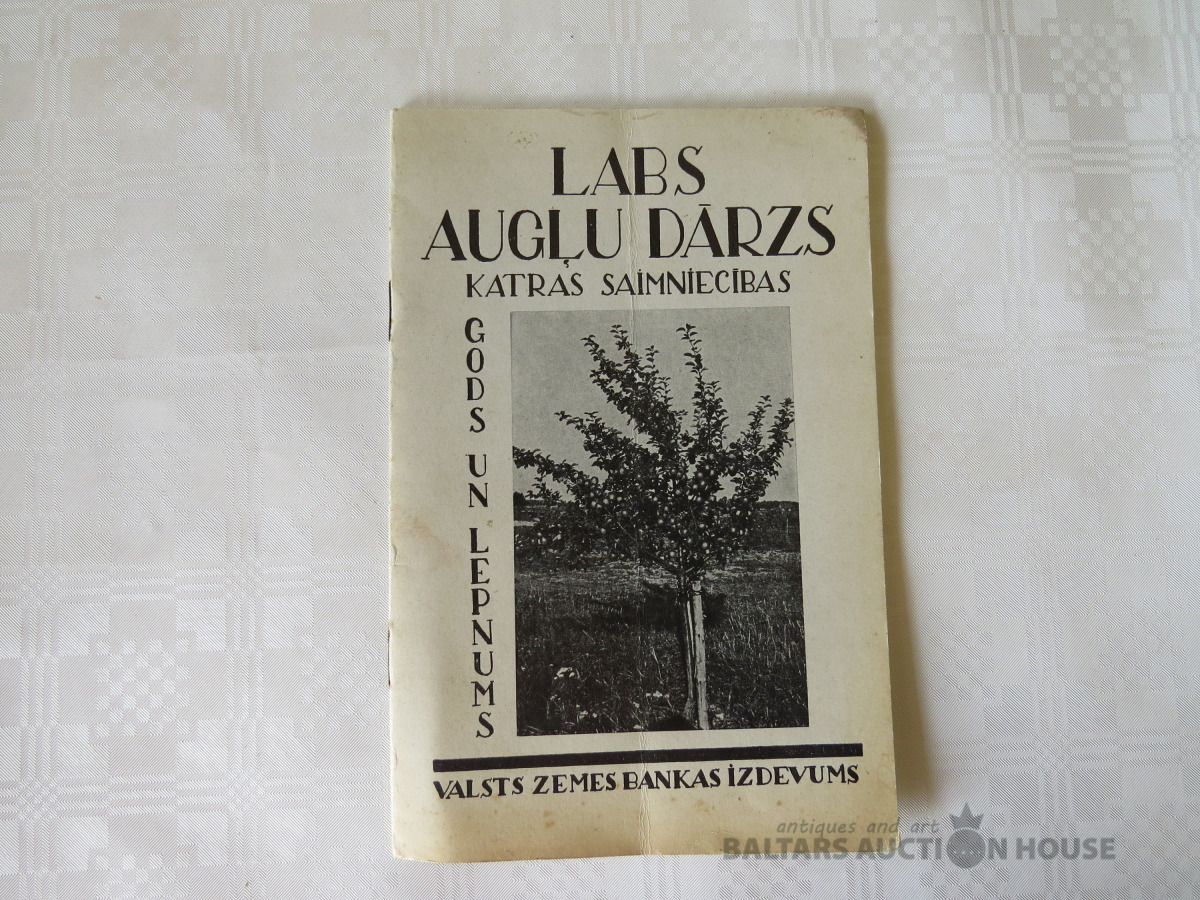 LABS
AUGĻU DĀRZS
KATRAS SAIMNIECĪBAS
GODS UN LEPNUMS
VALSTS ZEMES BANKAS IZDEVUMS
antiques and art
BALTARS AUCTION HOUSE